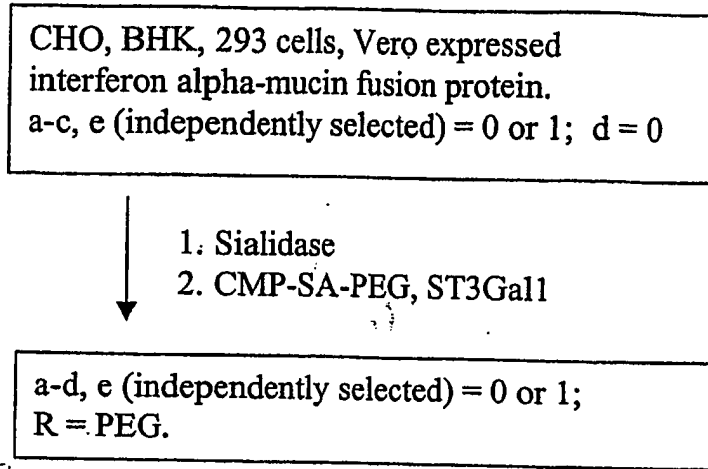 CHO, BHK, 293 cells, Vero expressed
interferon alpha-mucin fusion protein.
a-c, e (independently selected) = 0 or 1; d = 0
1. Sialidase
2. CMP-SA-PEG, ST3Gal1
a-d, e (independently selected) = 0 or 1;
R = PEG.